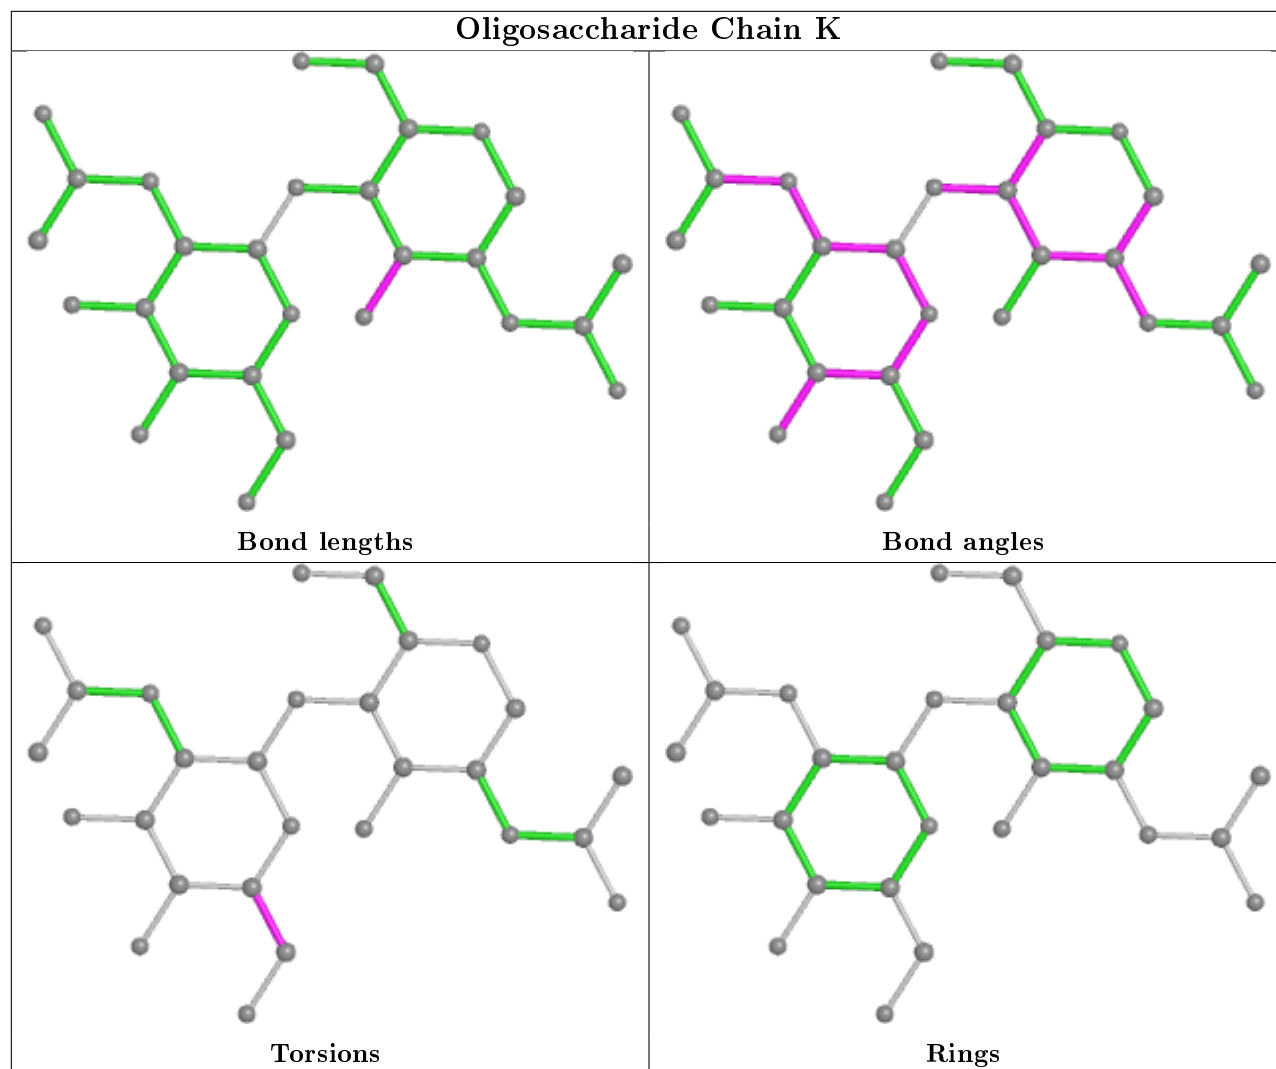 Oligosaccharide Chain K
Bond lengths
Bond angles
Torsions
Rings